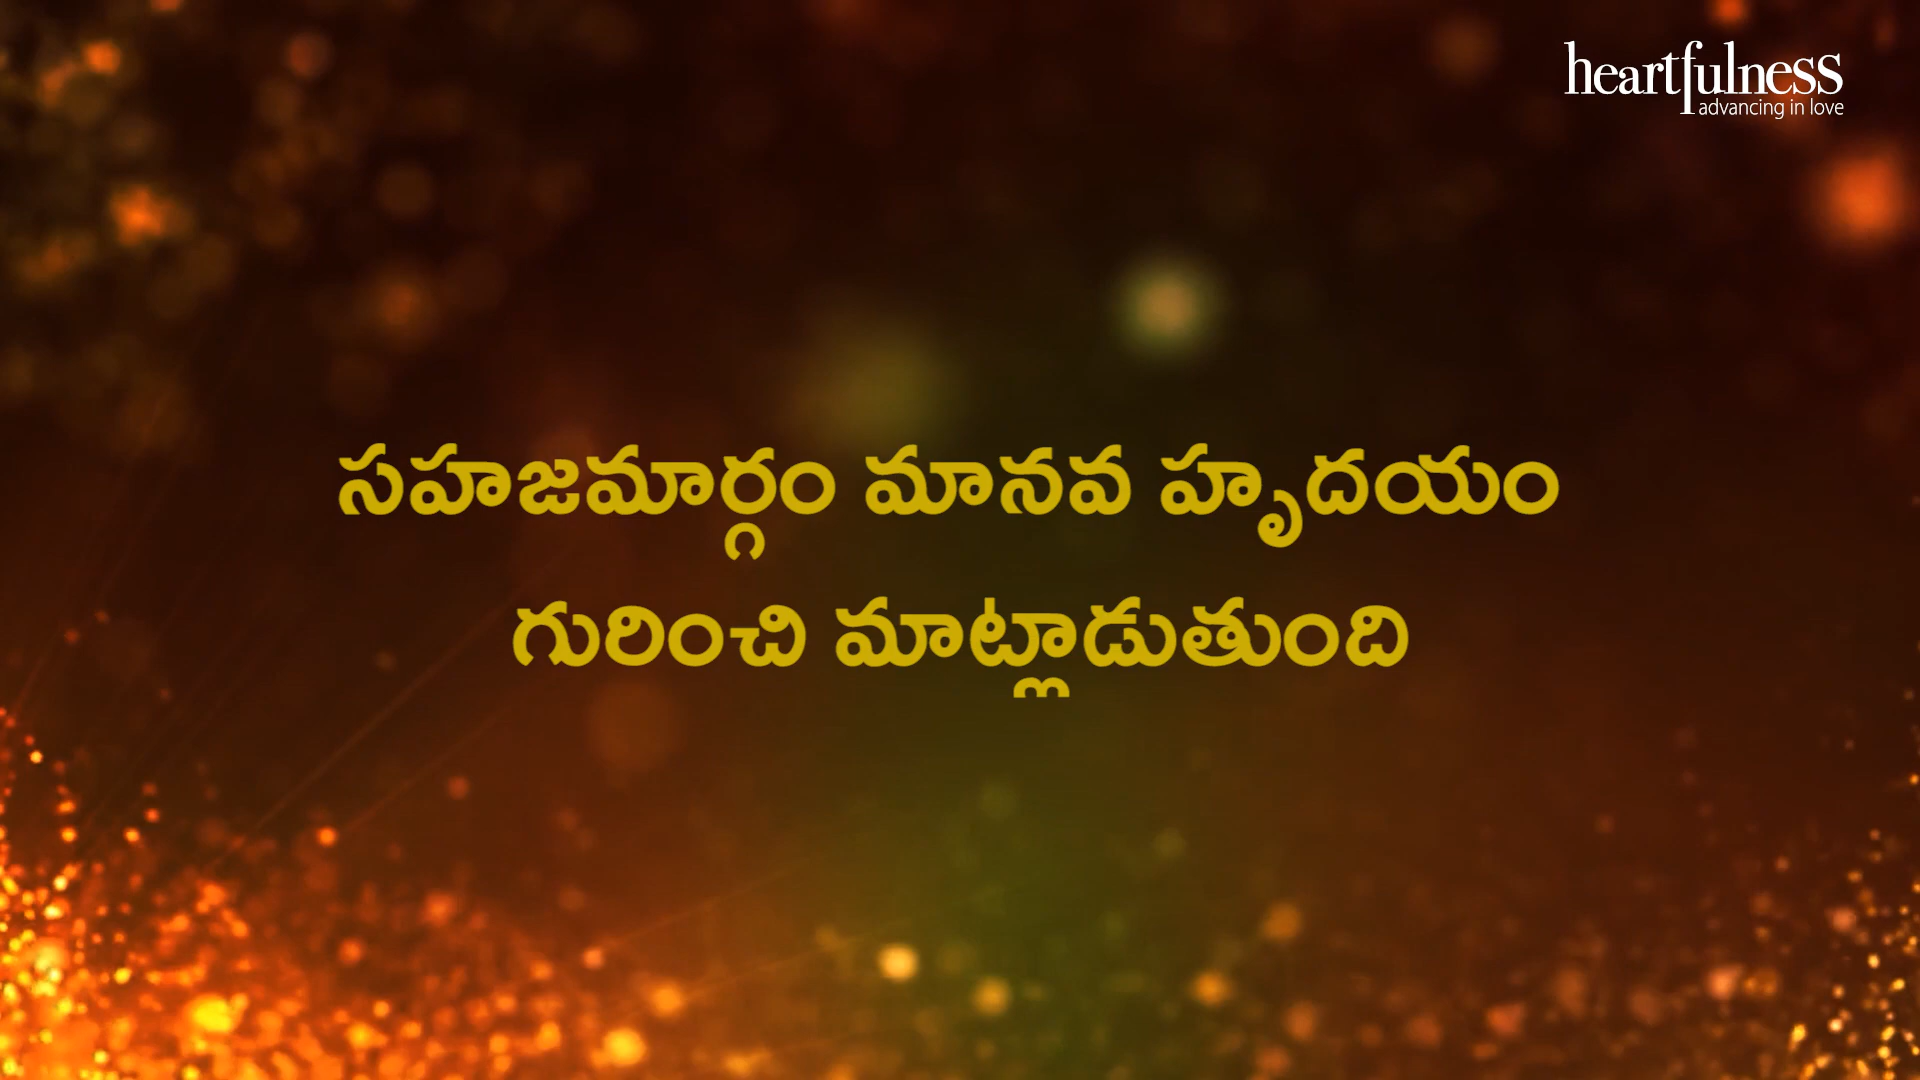 heartfulness
advancing in love
సహజమార్గం మానవ హృదయం
గురించి మాట్లాడుతుంది